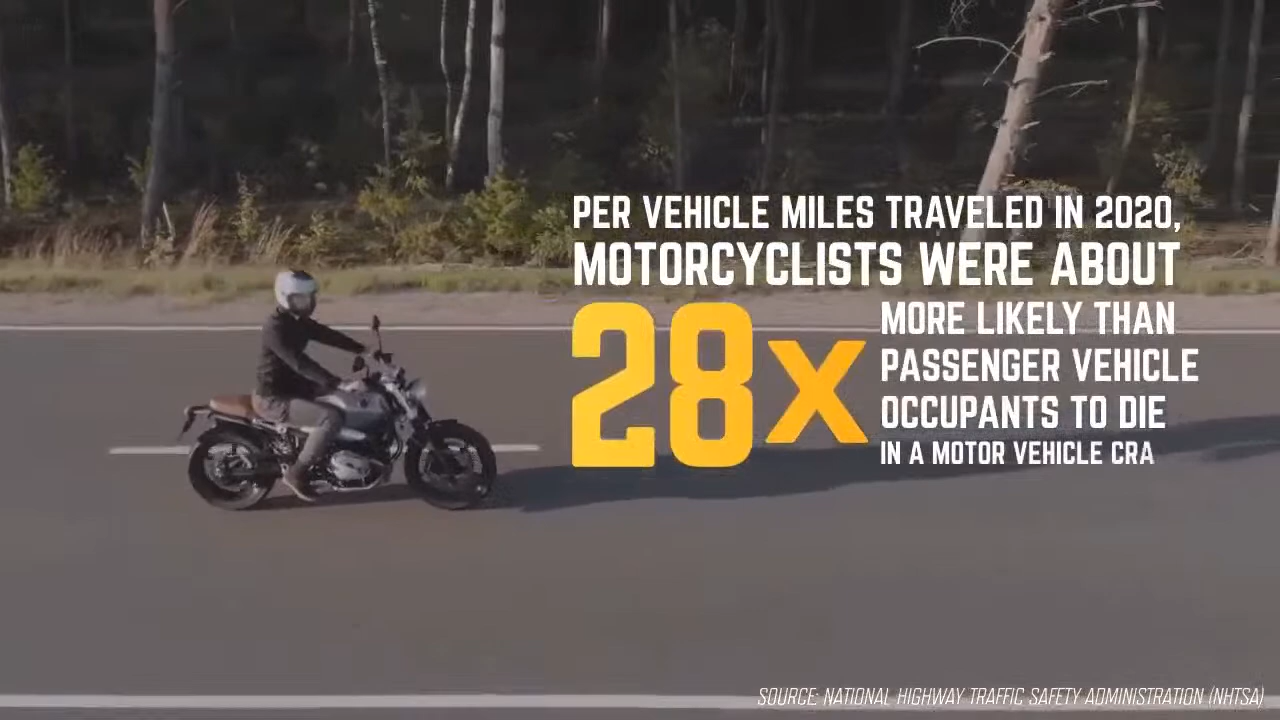 PER VEHICLE MILES TRAVELED IN 2020,
MOTORCYCLISTS WERE ABOUT
28X
MORE LIKELY THAN
PASSENGER VEHICLE
OCCUPANTS TO DIE
IN A MOTOR VEHICLE CRA
SOURCE: NATIONAL HIGHWAY TRAFFIC SAFETY ADMINISTRATION (NHTSA)